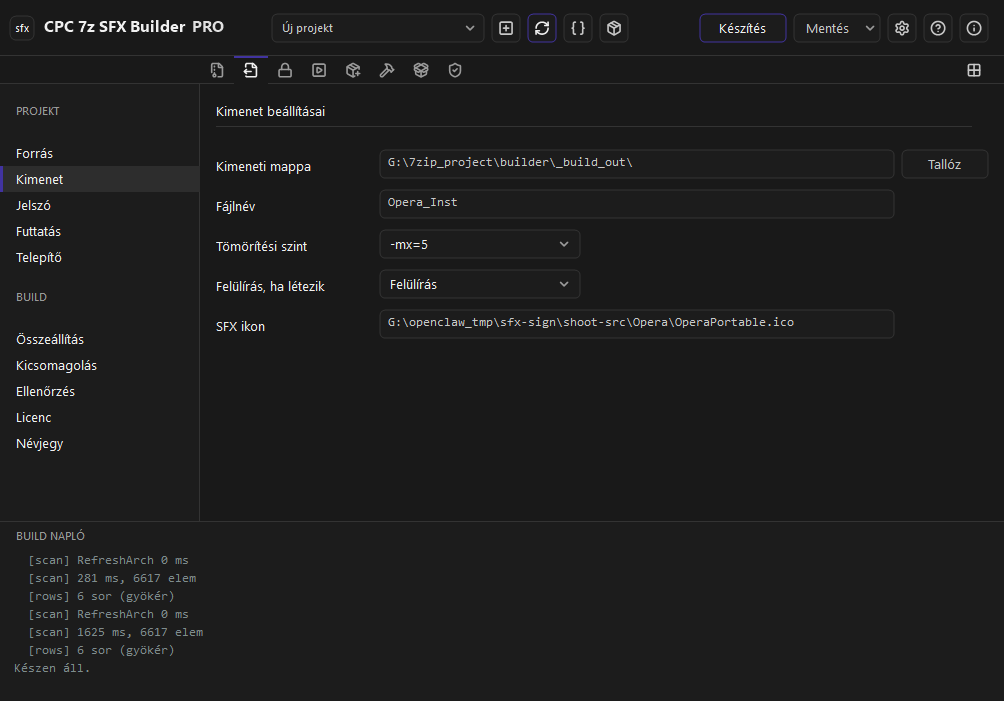 sfx CPC 7z SFX Builder PRO Új projekt Készítés Mentés
PROJEKT
Forrás
Kimenet
Jelszó
Futtatás
Telepítő
BUILD
Összeállítás
Kicsomagolás
Ellenőrzés
Licenc
Névjegy
Kimenet beállításai
Kimeneti mappa G:\7zip_project\builder\_build_out\ Tallóz
Fájlnév Opera_Inst
Tömörítési szint -mx=5
Felülírás, ha létezik Felülírás
SFX ikon G:\openclaw_tmp\sfx-sign\shoot-src\Opera\OperaPortable.ico
BUILD NAPLÓ
[scan] RefreshArch 0 ms
[scan] 281 ms, 6617 elem
[rows] 6 sor (gyökér)
[scan] RefreshArch 0 ms
[scan] 1625 ms, 6617 elem
[rows] 6 sor (gyökér)
Készen áll.